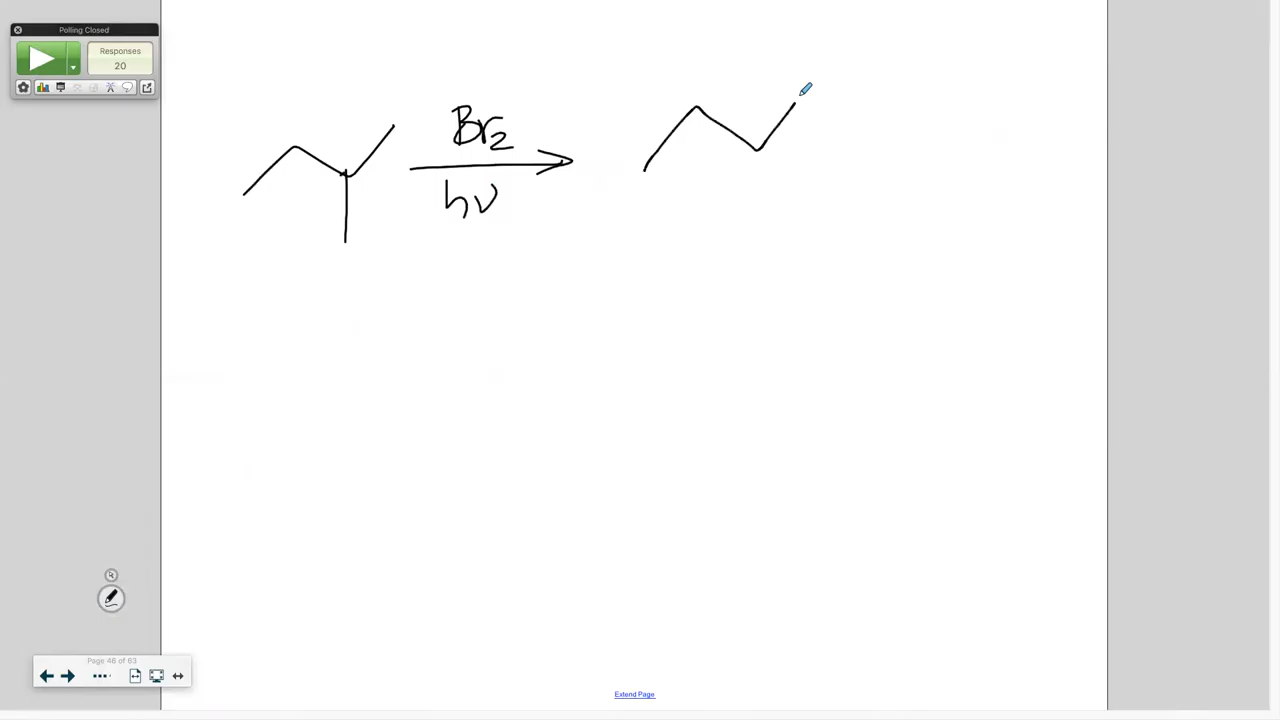 Polling Closed
Responses
20
Br2
hν
Page 46 of 63
Extend Page